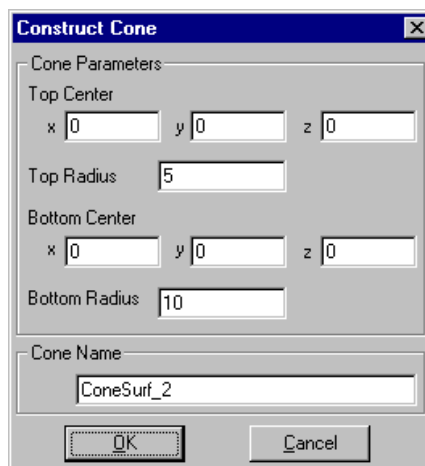 Construct Cone
Cone Parameters
Top Center
x 0 y 0 z 0
Top Radius 5
Bottom Center
x 0 y 0 z 0
Bottom Radius 10
Cone Name
ConeSurf_2
OK Cancel